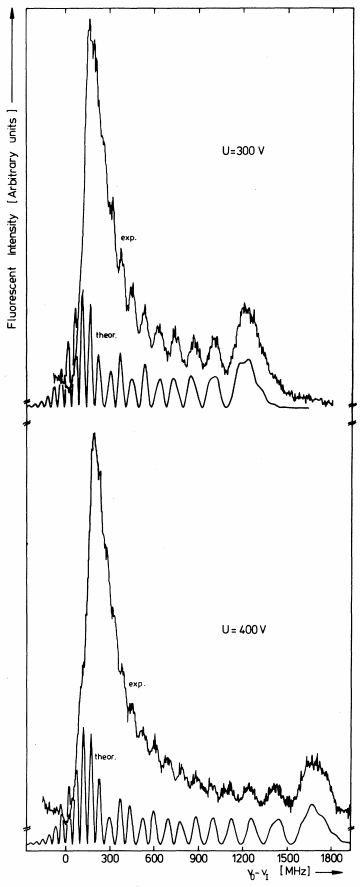 Fluorescent Intensity [Arbitrary units]
U=300 V
exp.
theor.
U=400 V
exp.
theor.
0 300 600 900 1200 1500 1800
ν₀-ν₁ [MHz]